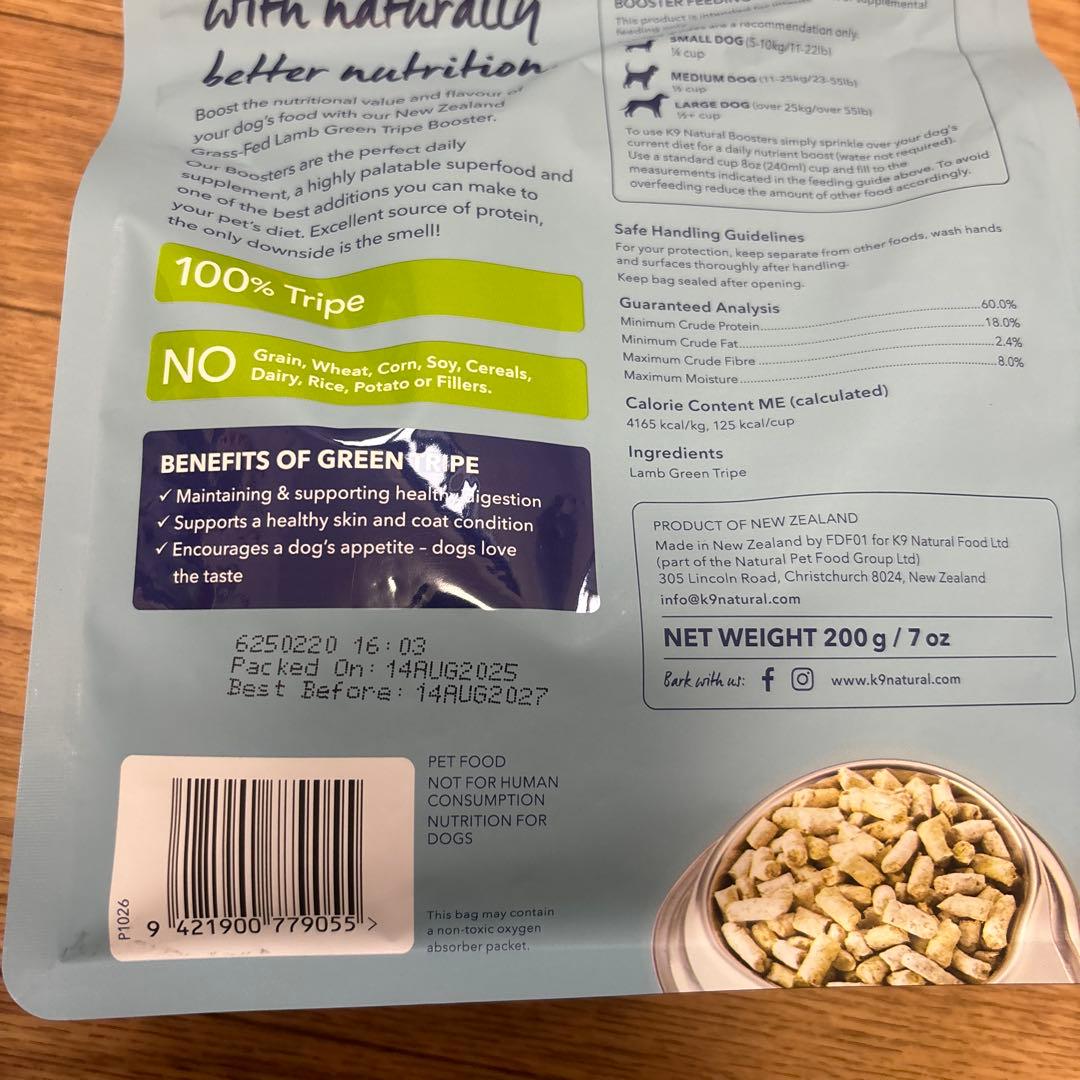 with naturally
better nutrition
Boost the nutritional value and flavour of
your dog's food with our New Zealand
Grass-Fed Lamb Green Tripe Booster.
Our Boosters are the perfect daily
supplement, a highly palatable superfood and
one of the best additions you can make to
your pet's diet. Excellent source of protein,
the only downside is the smell!
100% Tripe
NO Grain, Wheat, Corn, Soy, Cereals,
Dairy, Rice, Potato or Fillers.
BENEFITS OF GREEN TRIPE
✓ Maintaining & supporting healthy digestion
✓ Supports a healthy skin and coat condition
✓ Encourages a dog's appetite – dogs love
the taste
6250220 16:03
Packed On: 14AUG2025
Best Before: 14AUG2027
P1026
9 421900 779055 >
PET FOOD
NOT FOR HUMAN
CONSUMPTION
NUTRITION FOR
DOGS
This bag may contain
a non-toxic oxygen
absorber packet.
BOOSTER
This product is intended supplemental
are a recommendation only.
SMALL DOG (5-10kg/11-22lb)
¼ cup
MEDIUM DOG (11-25kg/23-55lb)
cup
LARGE DOG (over 25kg/over 55lb)
cup
To use K9 Natural Boosters simply sprinkle over your dog's
current diet for a daily nutrient boost (water not required).
Use a standard cup 8oz (240ml) cup and fill to the
measurements indicated in the feeding guide above. To avoid
overfeeding reduce the amount of other food accordingly.
Safe Handling Guidelines
For your protection, keep separate from other foods, wash hands
and surfaces thoroughly after handling.
Keep bag sealed after opening.
Guaranteed Analysis
Minimum Crude Protein 60.0%
Minimum Crude Fat 18.0%
Maximum Crude Fibre 2.4%
Maximum Moisture 8.0%
Calorie Content ME (calculated)
4165 kcal/kg, 125 kcal/cup
Ingredients
Lamb Green Tripe
PRODUCT OF NEW ZEALAND
Made in New Zealand by FDF01 for K9 Natural Food Ltd
(part of the Natural Pet Food Group Ltd)
305 Lincoln Road, Christchurch 8024, New Zealand
info@k9natural.com
NET WEIGHT 200 g / 7 oz
Bark with us: www.k9natural.com